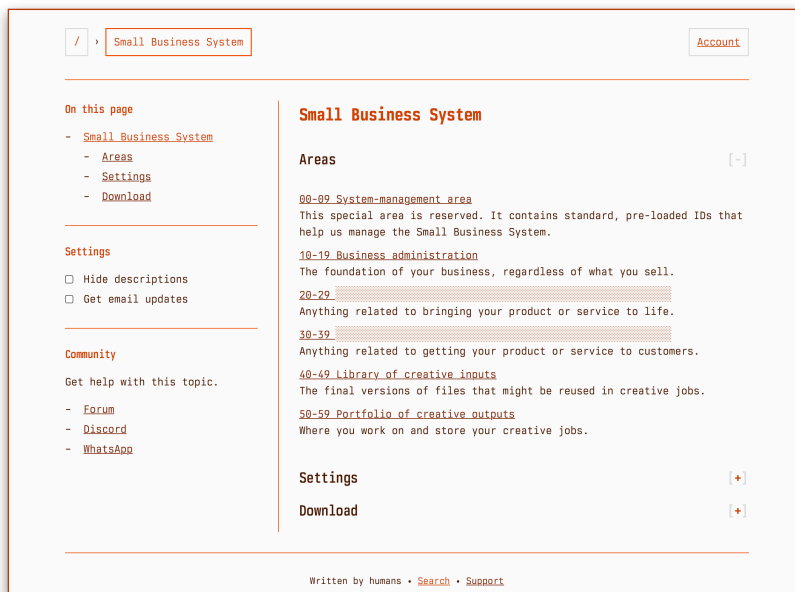 / › Small Business System
Account
On this page
– Small Business System
– Areas
– Settings
– Download
Settings
Hide descriptions
Get email updates
Community
Get help with this topic.
– Forum
– Discord
– WhatsApp
Small Business System
Areas [-]
00-09 System-management area
This special area is reserved. It contains standard, pre-loaded IDs that
help us manage the Small Business System.
10-19 Business administration
The foundation of your business, regardless of what you sell.
20-29
Anything related to bringing your product or service to life.
30-39
Anything related to getting your product or service to customers.
40-49 Library of creative inputs
The final versions of files that might be reused in creative jobs.
50-59 Portfolio of creative outputs
Where you work on and store your creative jobs.
Settings [+]
Download [+]
Written by humans • Search • Support